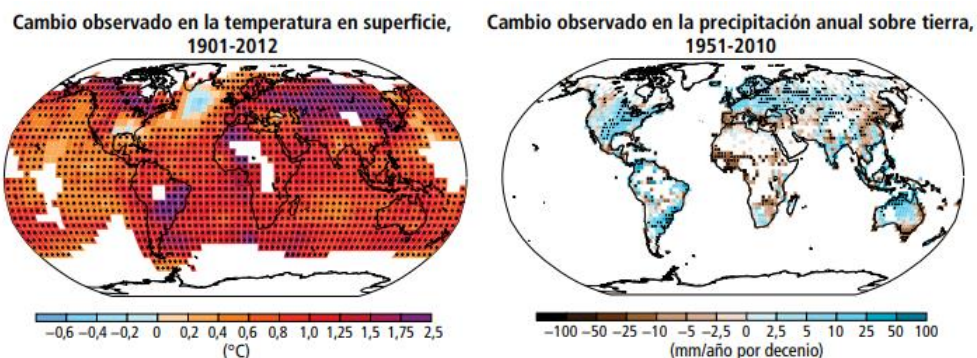 Cambio observado en la temperatura en superficie,
1901-2012
−0,6 −0,4 −0,2 0 0,2 0,4 0,6 0,8 1,0 1,25 1,5 1,75 2,5
(°C)
Cambio observado en la precipitación anual sobre tierra,
1951-2010
−100 −50 −25 −10 −5 −2,5 0 2,5 5 10 25 50 100
(mm/año por decenio)